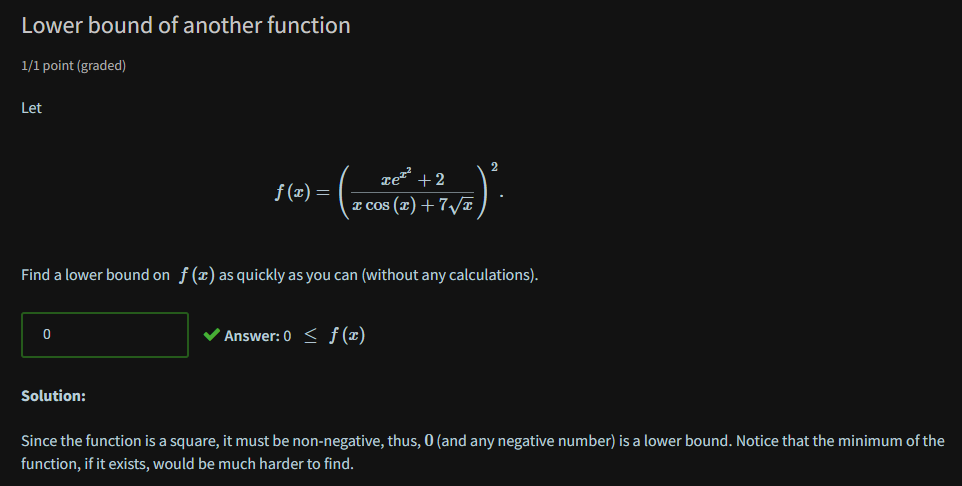 Lower bound of another function
1/1 point (graded)
Let
f(x) = ( (xe^{x^2} + 2) / (x cos(x) + 7√x) )^2.
Find a lower bound on f(x) as quickly as you can (without any calculations).
0 ✔ Answer: 0 ≤ f(x)
Solution:
Since the function is a square, it must be non-negative, thus, 0 (and any negative number) is a lower bound. Notice that the minimum of the
function, if it exists, would be much harder to find.